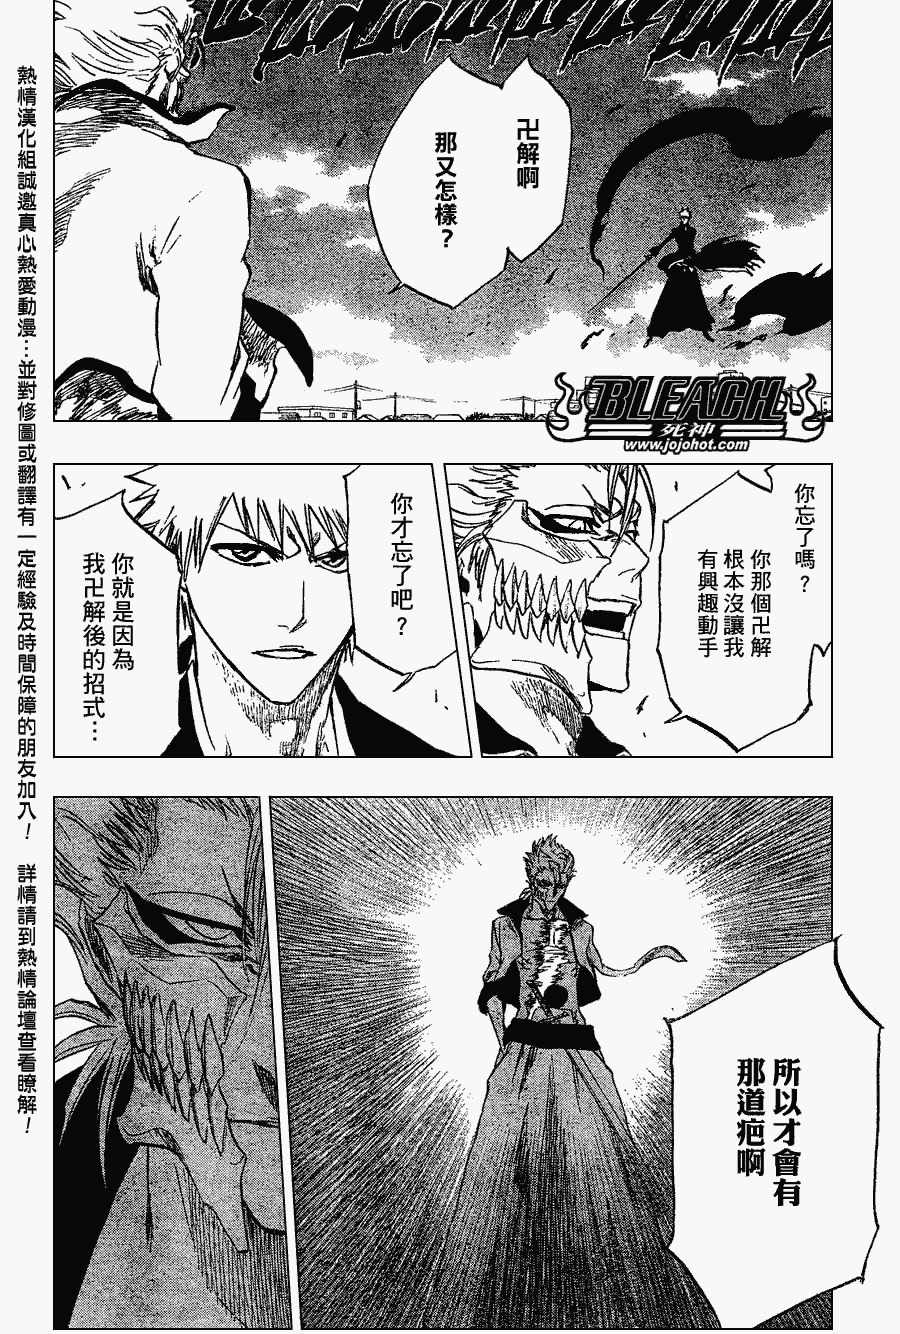 卍解啊
那又怎樣？
BLEACH
死神
www.jojohot.com
你忘了嗎？
你那個卍解
根本沒讓我
有興趣動手
你才忘了吧？
你就是因為
我卍解後的招式…
所以才會有
那道疤啊
熱情漢化組誠邀真心熱愛動漫…並對修圖或翻譯有一定經驗及時間保障的朋友加入！ 詳情請到熱情論壇查看瞭解！